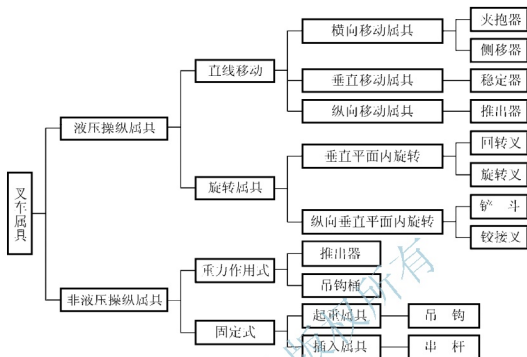 叉车属具
液压操纵属具
直线移动
横向移动属具
夹抱器
侧移器
垂直移动属具
稳定器
纵向移动属具
推出器
旋转属具
垂直平面内旋转
回转叉
旋转叉
纵向垂直平面内旋转
铲 斗
铰接叉
非液压操纵属具
重力作用式
推出器
吊钩桶
固定式
起重属具
吊 钩
插入属具
串 杆
版权所有